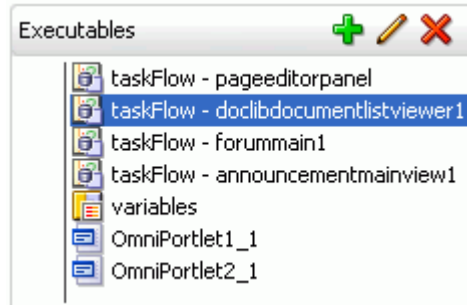 Executables
taskFlow - pageeditorpanel
taskFlow - doclibdocumentlistviewer1
taskFlow - forummain1
taskFlow - announcementmainview1
variables
OmniPortlet1_1
OmniPortlet2_1